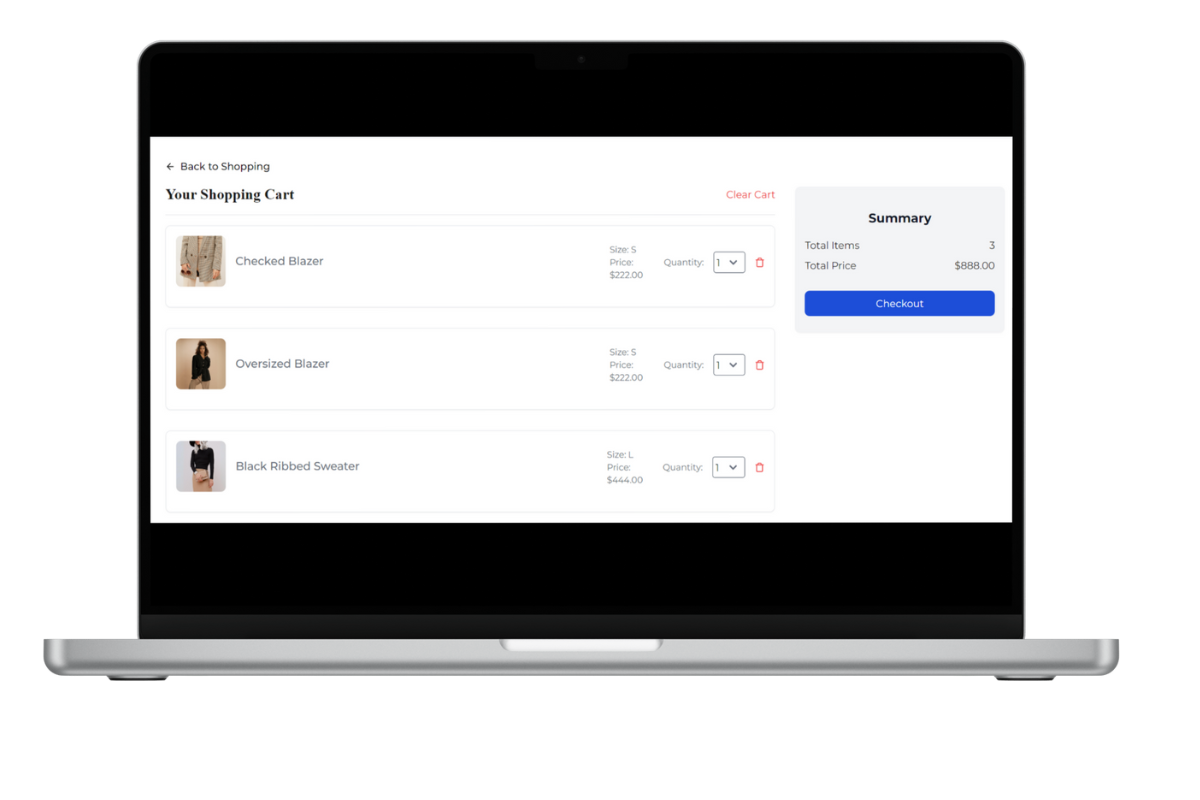 Back to Shopping
Your Shopping Cart
Clear Cart
Checked Blazer
Size: S
Price:
$222.00
Quantity:
1
Oversized Blazer
Size: S
Price:
$222.00
Quantity:
1
Black Ribbed Sweater
Size: L
Price:
$444.00
Quantity:
1
Summary
Total Items 3
Total Price $888.00
Checkout